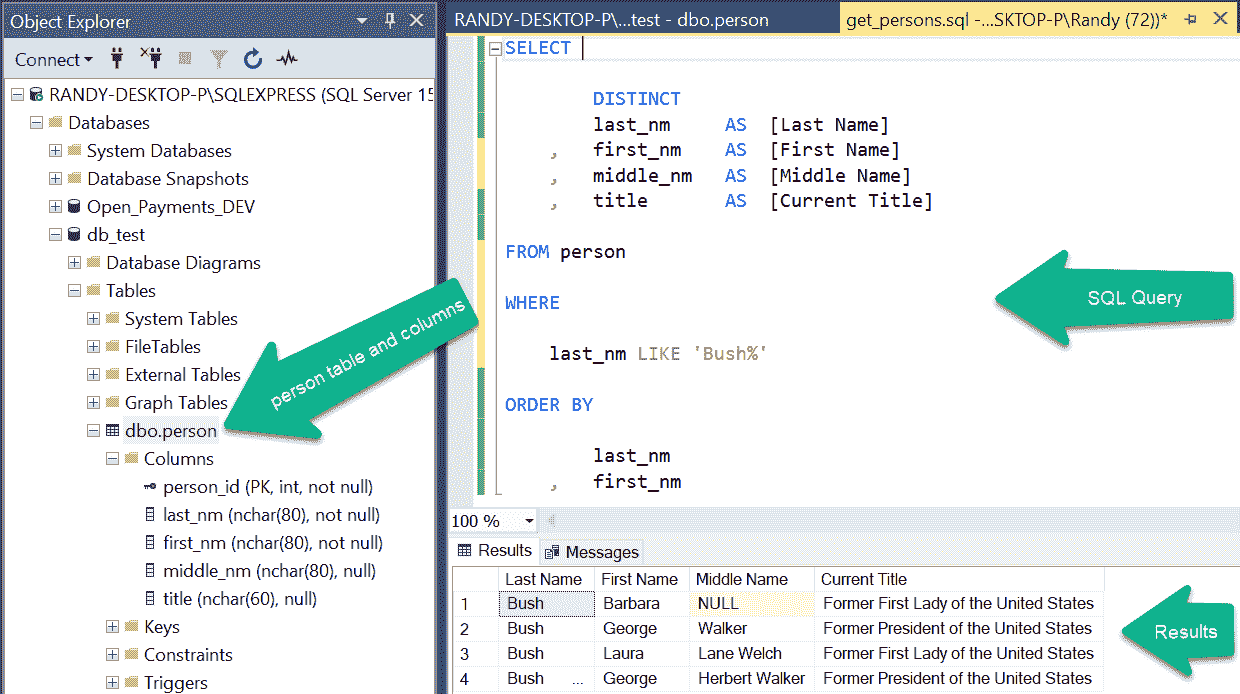 Object Explorer
Connect
RANDY-DESKTOP-P\SQLEXPRESS (SQL Server 15
Databases
System Databases
Database Snapshots
Open_Payments_DEV
db_test
Database Diagrams
Tables
System Tables
FileTables
External Tables
Graph Tables
dbo.person
Columns
person_id (PK, int, not null)
last_nm (nchar(80), not null)
first_nm (nchar(80), not null)
middle_nm (nchar(80), null)
title (nchar(60), null)
Keys
Constraints
Triggers
person table and columns
RANDY-DESKTOP-P\...test - dbo.person
get_persons.sql -...SKTOP-P\Randy (72))*
SELECT
DISTINCT
last_nm AS [Last Name]
, first_nm AS [First Name]
, middle_nm AS [Middle Name]
, title AS [Current Title]
FROM person
WHERE
last_nm LIKE 'Bush%'
ORDER BY
last_nm
, first_nm
SQL Query
100 %
Results Messages
Last Name First Name Middle Name Current Title
1 Bush Barbara NULL Former First Lady of the United States
2 Bush George Walker Former President of the United States
3 Bush Laura Lane Welch Former First Lady of the United States
4 Bush ... George Herbert Walker Former President of the United States
Results